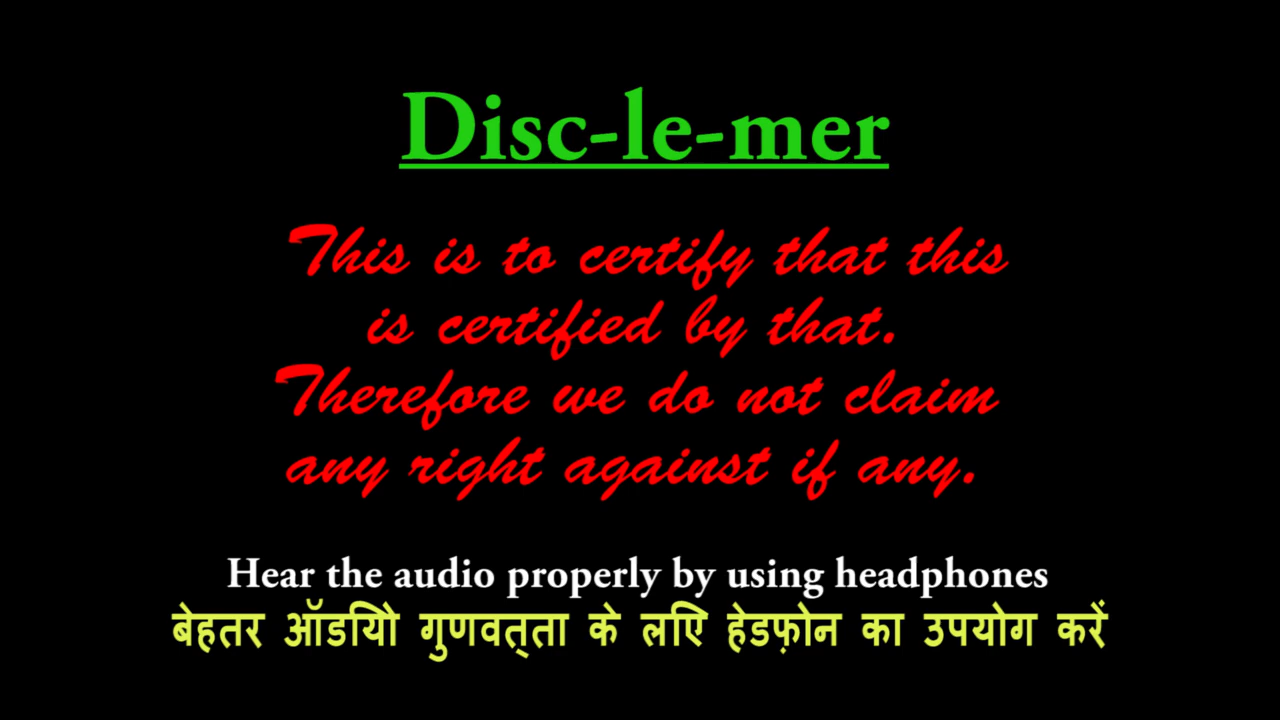 Disc-le-mer
This is to certify that this
is certified by that.
Therefore we do not claim
any right against if any.
Hear the audio properly by using headphones
बेहतर ऑडियिो गुणवत्‌ता के लिए हेडफ़ोन का उपयोग करें